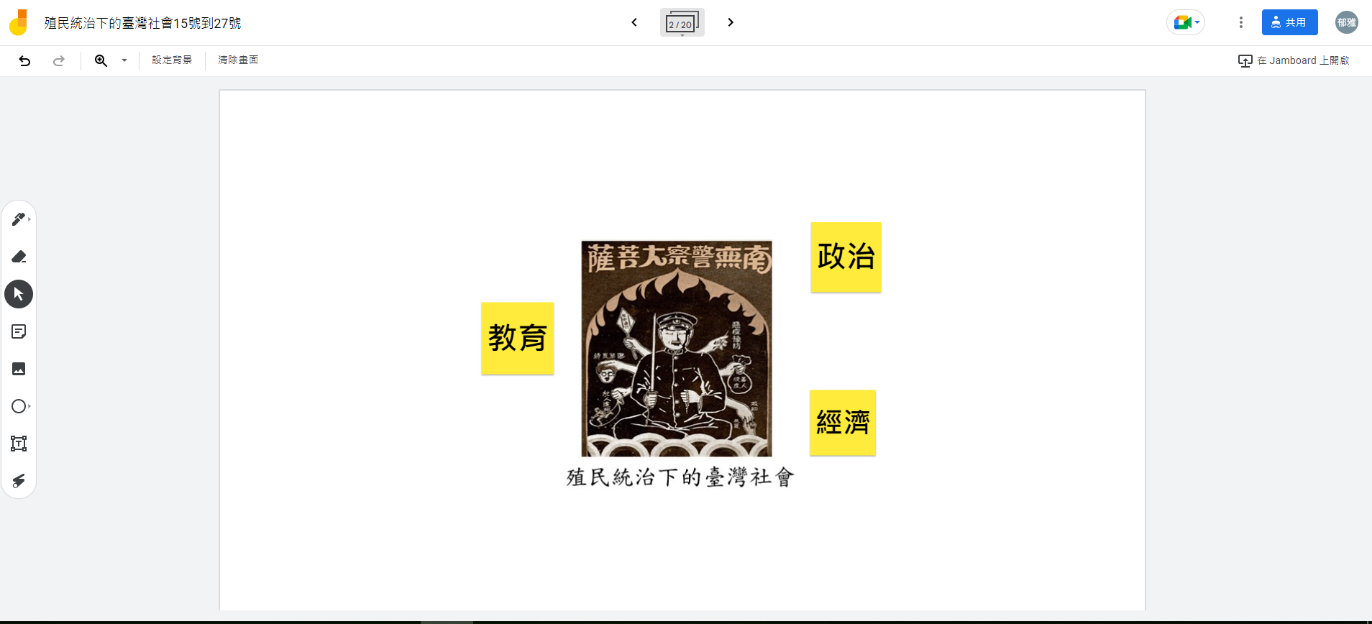 殖民統治下的臺灣社會15號到27號
2 / 20
共用
郁雅
設定背景
清除畫面
在 Jamboard 上開啟
政治
南無警察大菩薩
教育
經濟
殖民統治下的臺灣社會